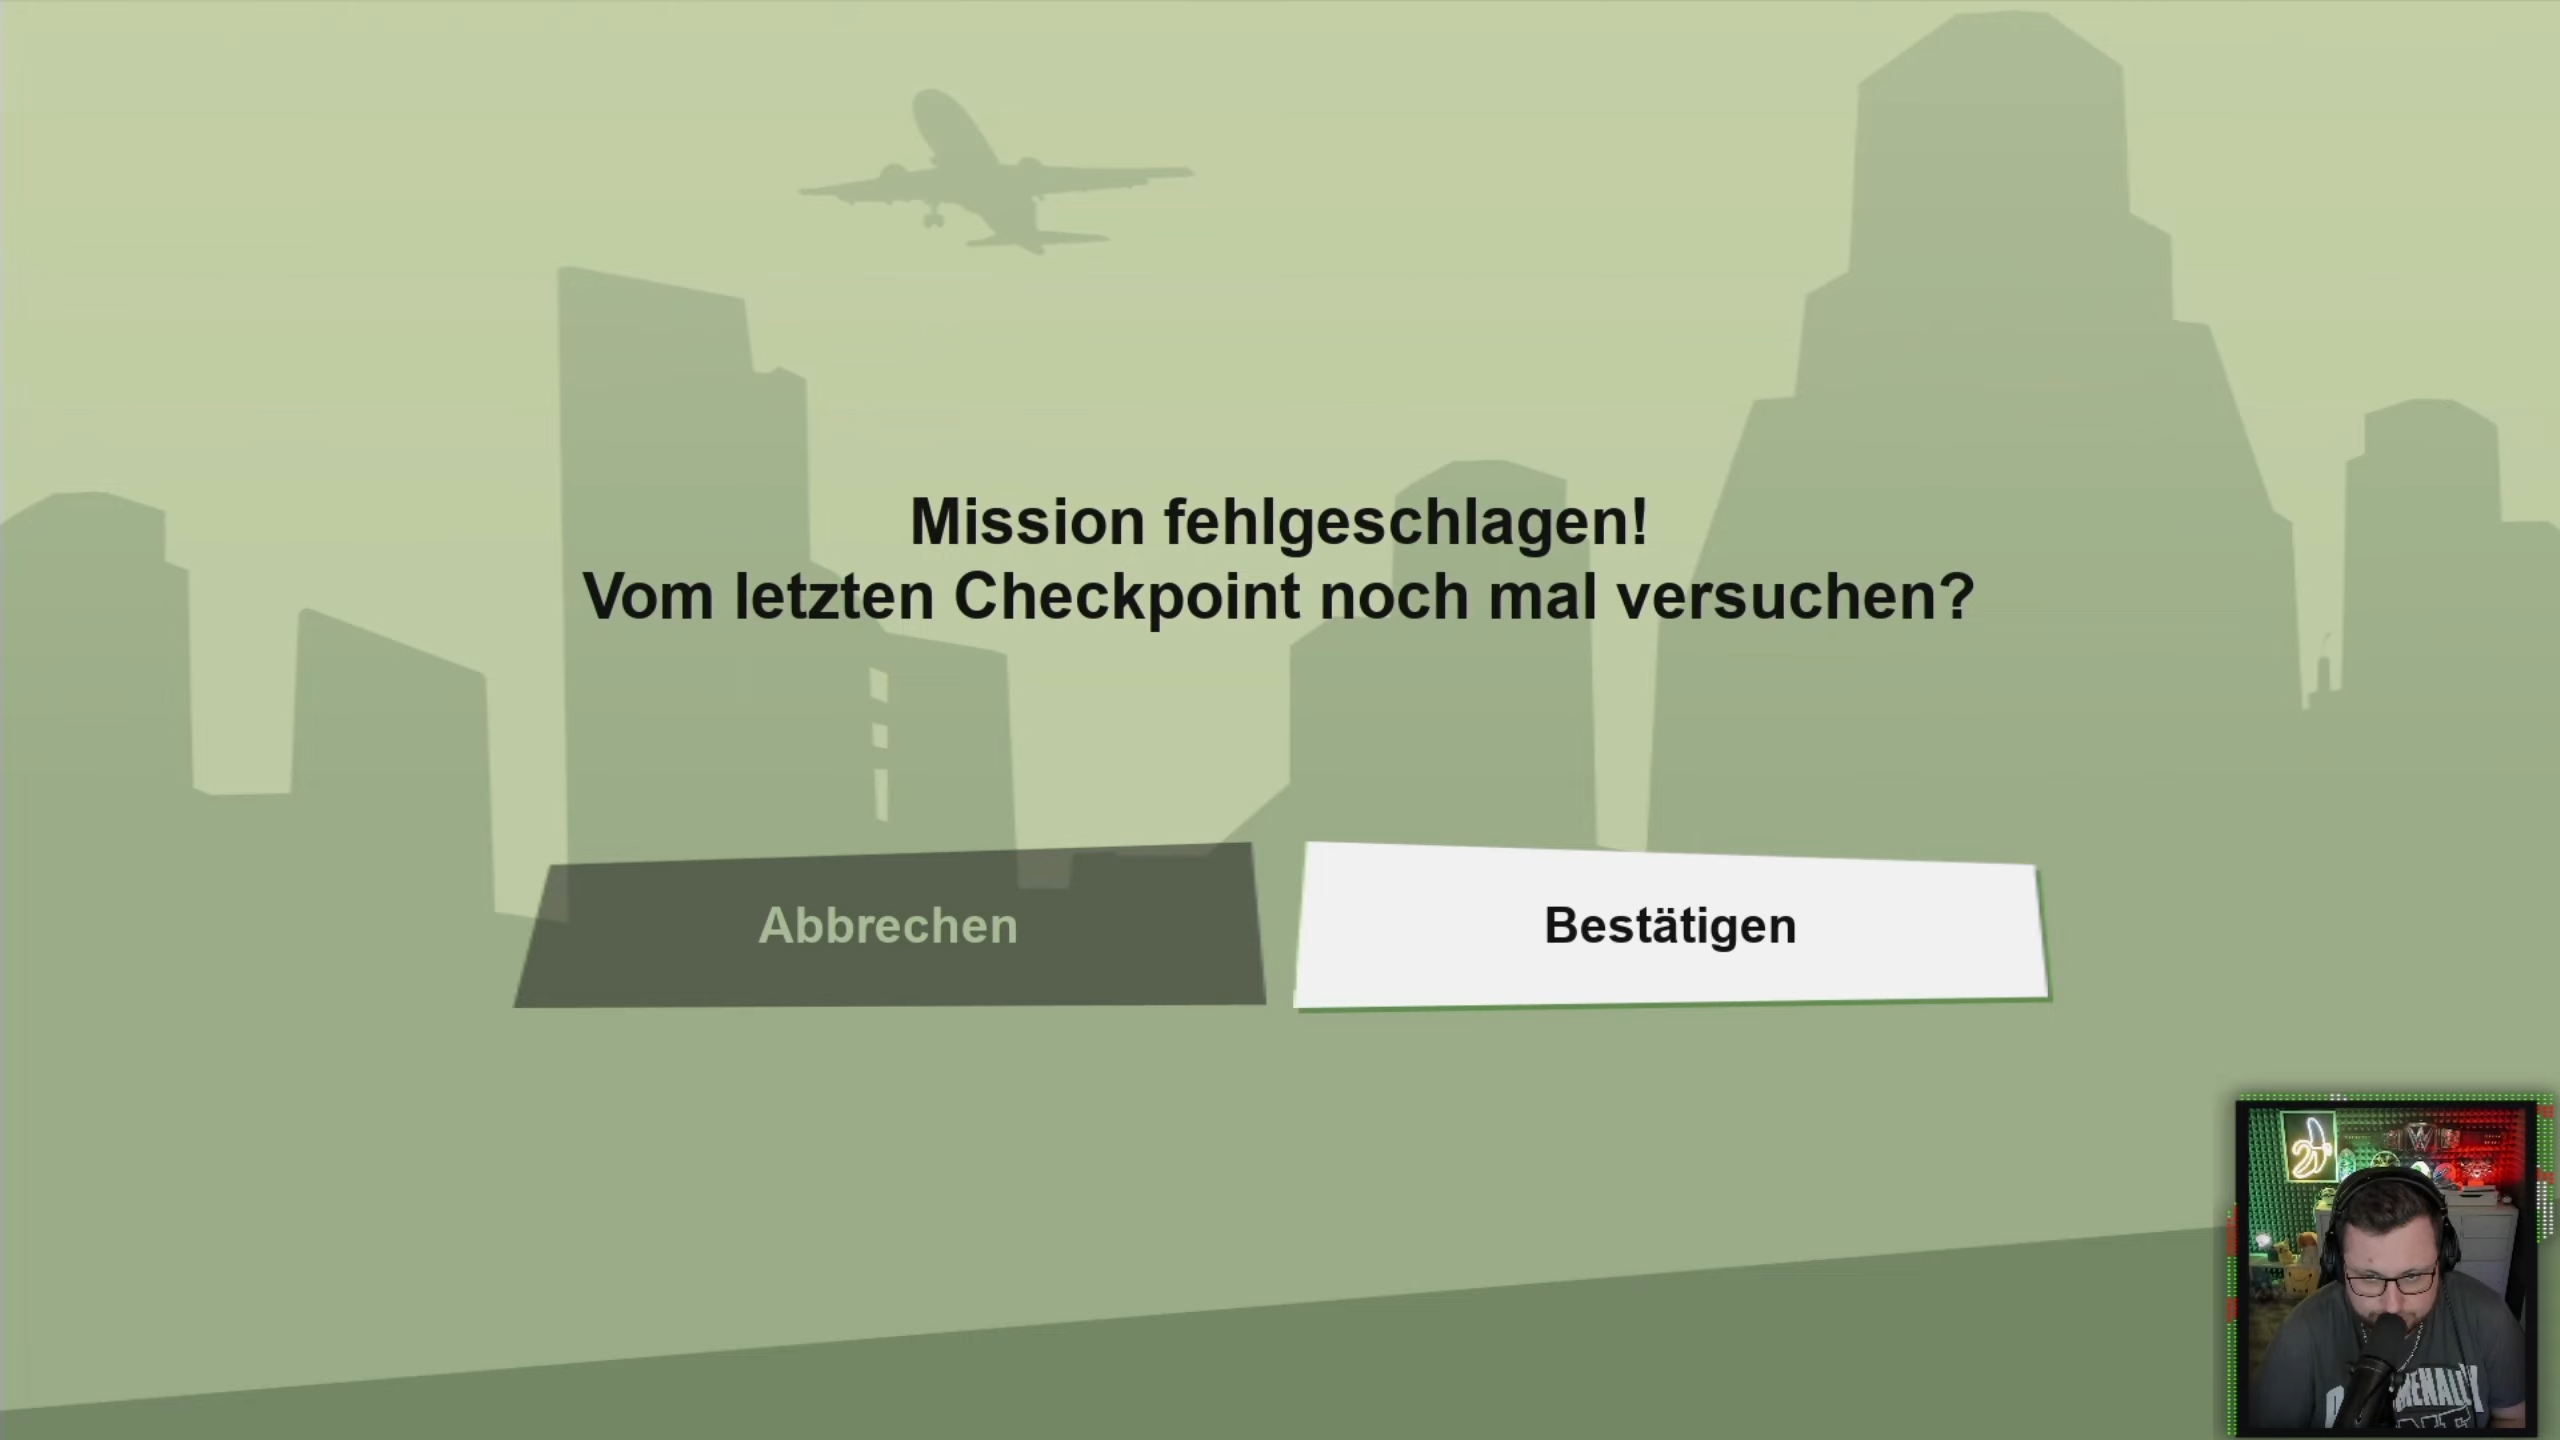 Mission fehlgeschlagen!
Vom letzten Checkpoint noch mal versuchen?
Abbrechen
Bestätigen